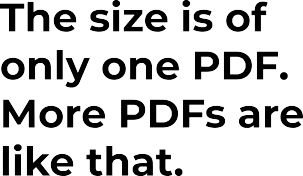 The size is of
only one PDF.
More PDFs are
like that.